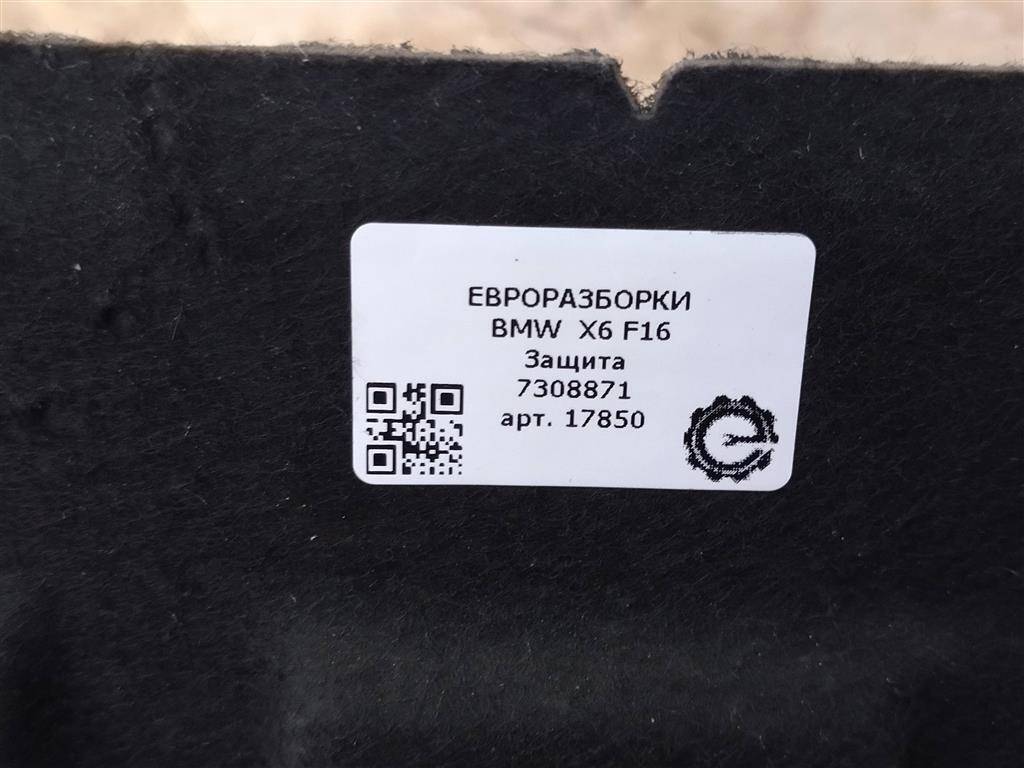 ЕВРОРАЗБОРКИ
BMW X6 F16
Защита
7308871
арт. 17850